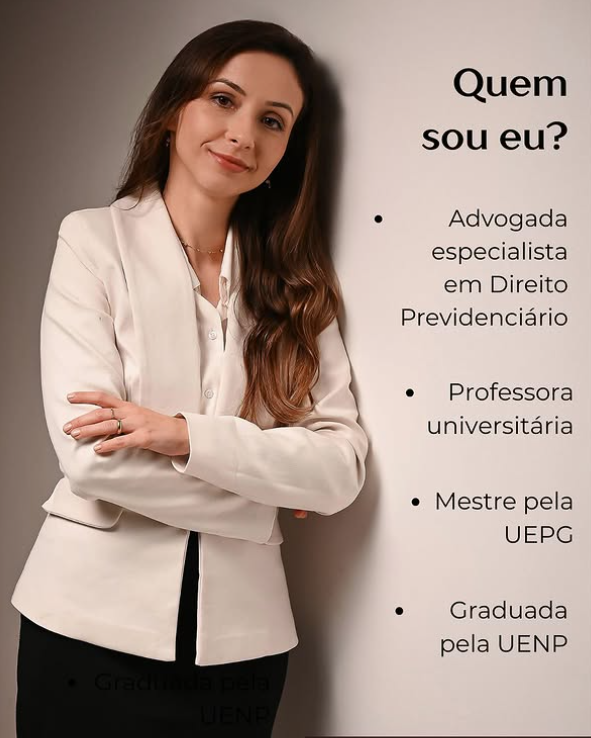 Quem
sou eu?
• Advogada
especialista
em Direito
Previdenciário
• Professora
universitária
• Mestre pela
UEPG
• Graduada
pela UENP
• Graduada pela
UENP